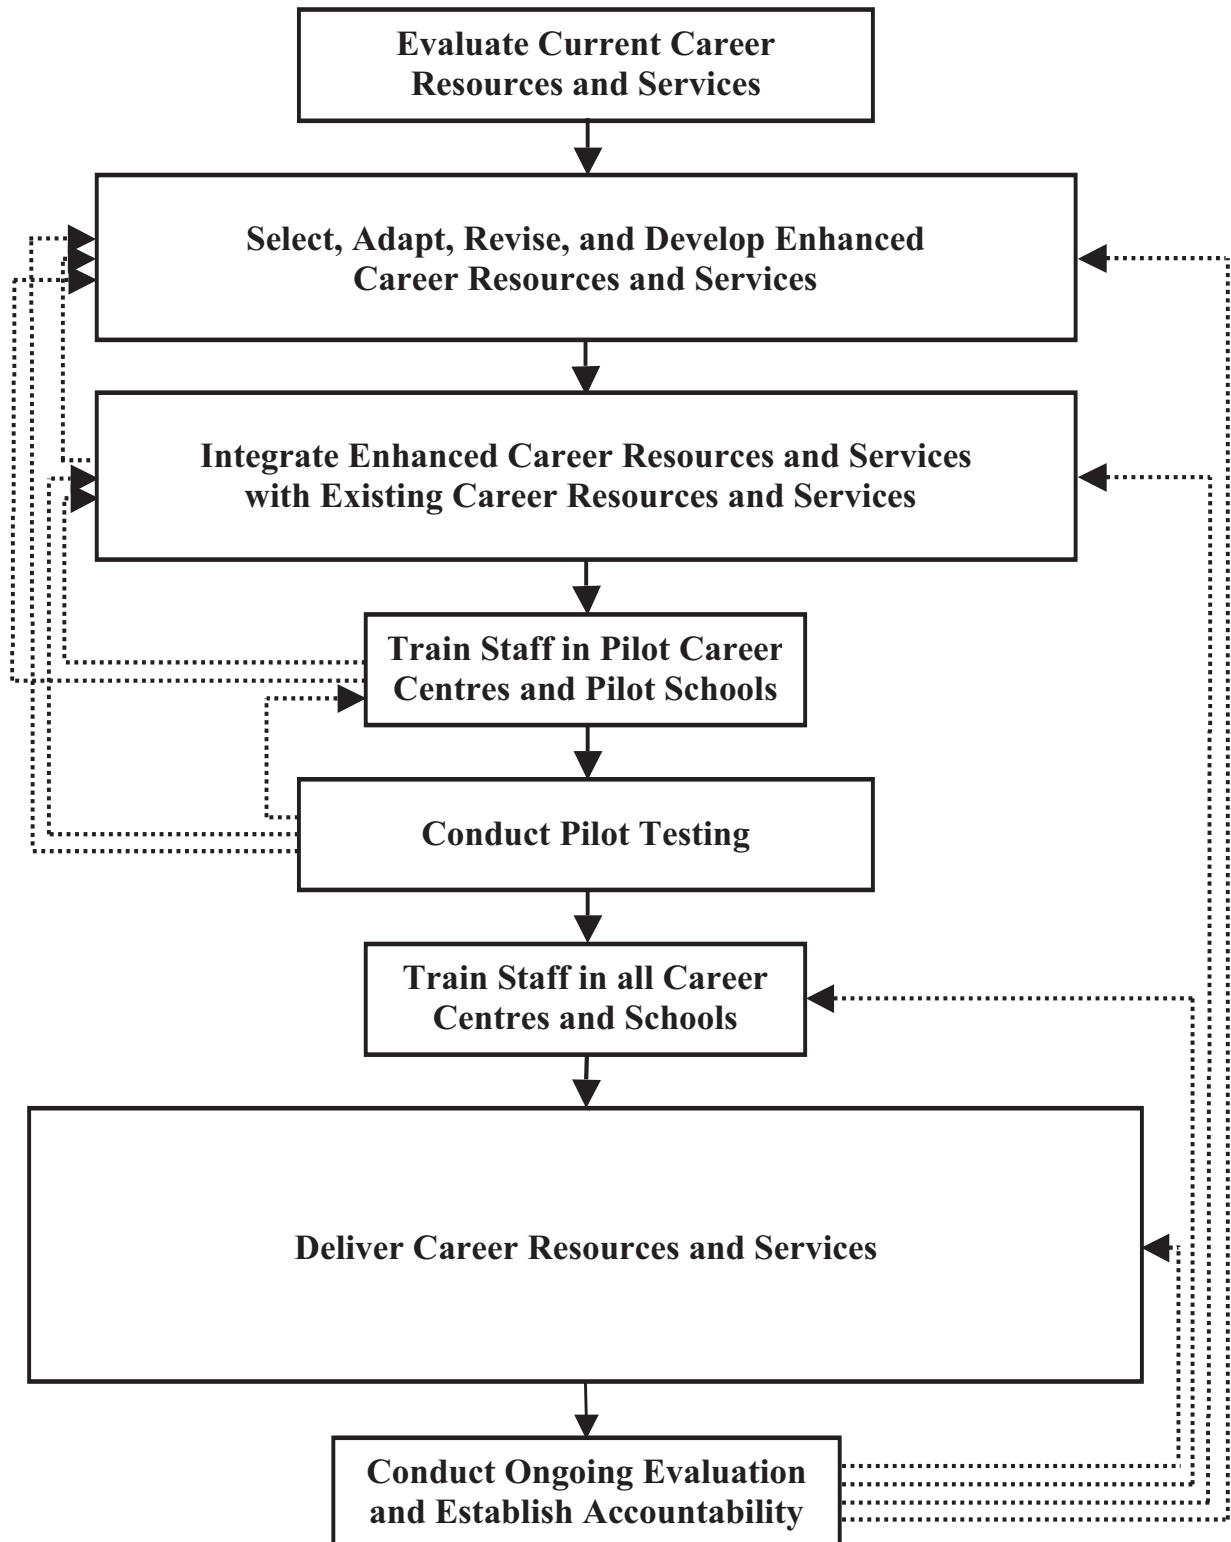 Evaluate Current Career
Resources and Services
Select, Adapt, Revise, and Develop Enhanced
Career Resources and Services
Integrate Enhanced Career Resources and Services
with Existing Career Resources and Services
Train Staff in Pilot Career
Centres and Pilot Schools
Conduct Pilot Testing
Train Staff in all Career
Centres and Schools
Deliver Career Resources and Services
Conduct Ongoing Evaluation
and Establish Accountability